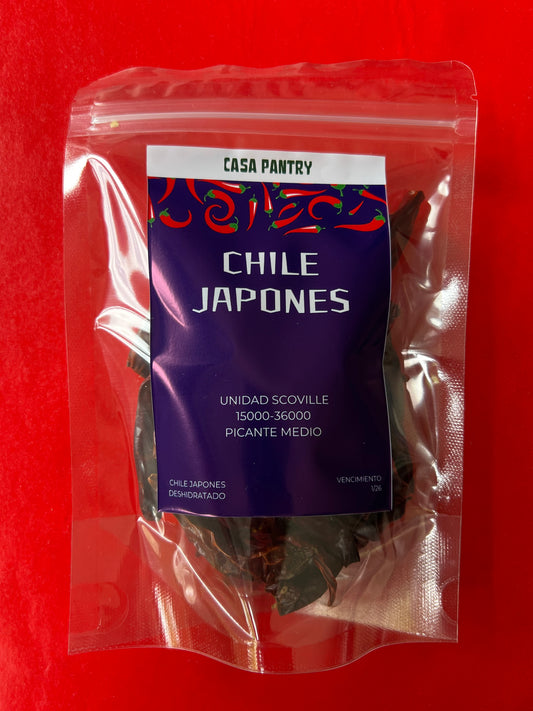 CASA PANTRY
CHILE
JAPONES
UNIDAD SCOVILLE
15000-36000
PICANTE MEDIO
CHILE JAPONES
DESHIDRATADO
VENCIMIENTO
1/26